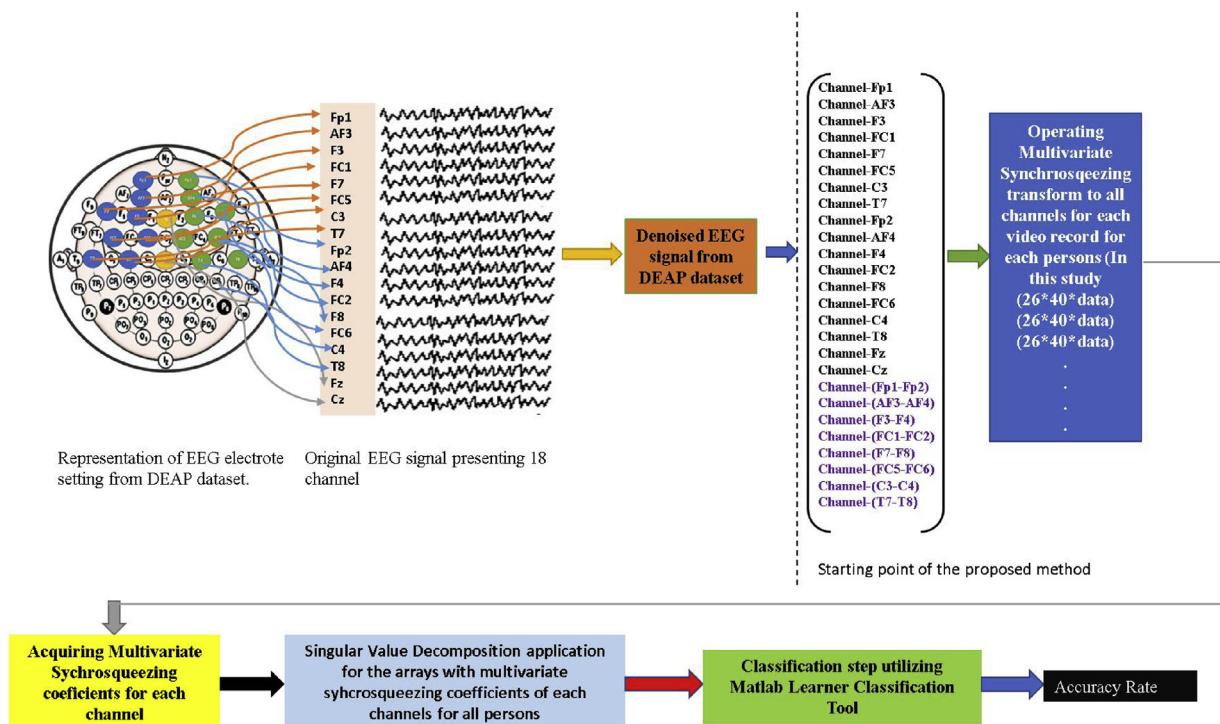 Fp1
AF3
F3
FC1
F7
FC5
C3
T7
Fp2
AF4
F4
FC2
F8
FC6
C4
T8
Fz
Cz
Representation of EEG electrote
setting from DEAP dataset.
Original EEG signal presenting 18
channel
Denoised EEG
signal from
DEAP dataset
Channel-Fp1
Channel-AF3
Channel-F3
Channel-FC1
Channel-F7
Channel-FC5
Channel-C3
Channel-T7
Channel-Fp2
Channel-AF4
Channel-F4
Channel-FC2
Channel-F8
Channel-FC6
Channel-C4
Channel-T8
Channel-Fz
Channel-Cz
Channel-(Fp1-Fp2)
Channel-(AF3-AF4)
Channel-(F3-F4)
Channel-(FC1-FC2)
Channel-(F7-F8)
Channel-(FC5-FC6)
Channel-(C3-C4)
Channel-(T7-T8)
Starting point of the proposed method
Operating
Multivariate
Synchriosqeezing
transform to all
channels for each
video record for
each persons (In
this study
(26*40*data)
(26*40*data)
(26*40*data)
.
.
.
.
Acquiring Multivariate
Sychrosqueezing
coeficients for each
channel
Singular Value Decomposition application
for the arrays with multivariate
syhcrosqueezing coefficients of each
channels for all persons
Classification step utilizing
Matlab Learner Classification
Tool
Accuracy Rate